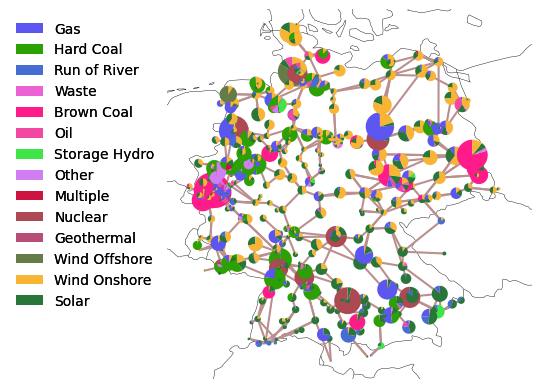 Gas
Hard Coal
Run of River
Waste
Brown Coal
Oil
Storage Hydro
Other
Multiple
Nuclear
Geothermal
Wind Offshore
Wind Onshore
Solar